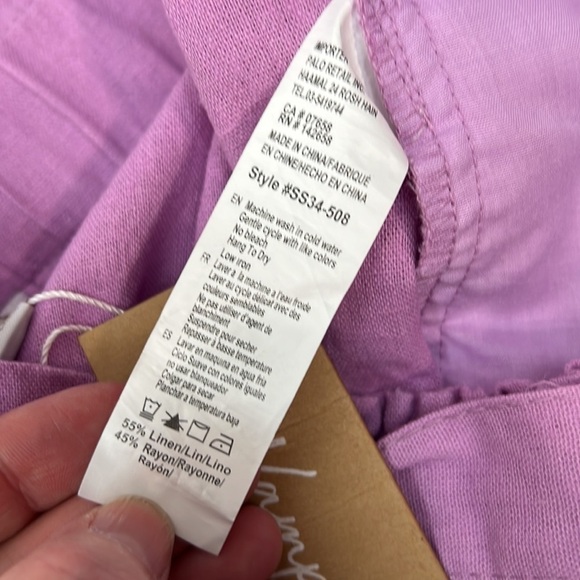 IMPORTE
PALO RETAIL INC
HAAMAL 24 ROSH HAIN
TEL.03-5419744
CA # 07658
RN # 142658
MADE IN CHINA/FABRIQUÉ
EN CHINE/HECHO EN CHINA
Style #SS34-508
EN Machine wash in cold water
Gentle cycle with like colors
No bleach
Hang To Dry
Low iron
FR Laver a la machine a l'eau froide
Laver au cycle délicat avec des
couleurs semblables
Ne pas utiliser d'agent de
blanchiment
Suspendre pour secher
Repasser a basse temperature
ES Lavar en maquina en agua fria
Ciclo Suave con colores iguales
no usar blanqueador
Colgar para secar
Planchar a temperatura baja
55% Linen/Lin/Lino
45% Rayon/Rayonne/
Rayón/